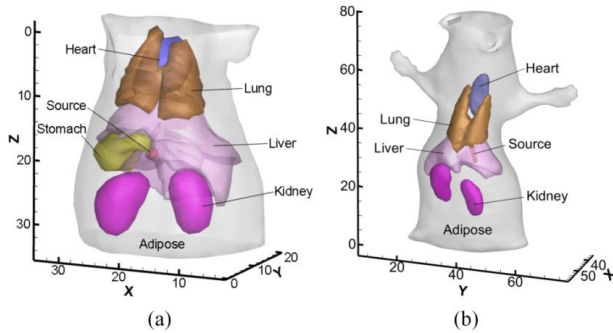 0
Heart
10
Lung
Source
Z
Stomach
20
Liver
Kidney
30
Adipose
20
10
Y
0
30
20
10
X
(a)
80
60
Heart
Z
Lung
40
Liver
Source
20
Kidney
Adipose
0
20
40
60
Y
50
40
X
(b)